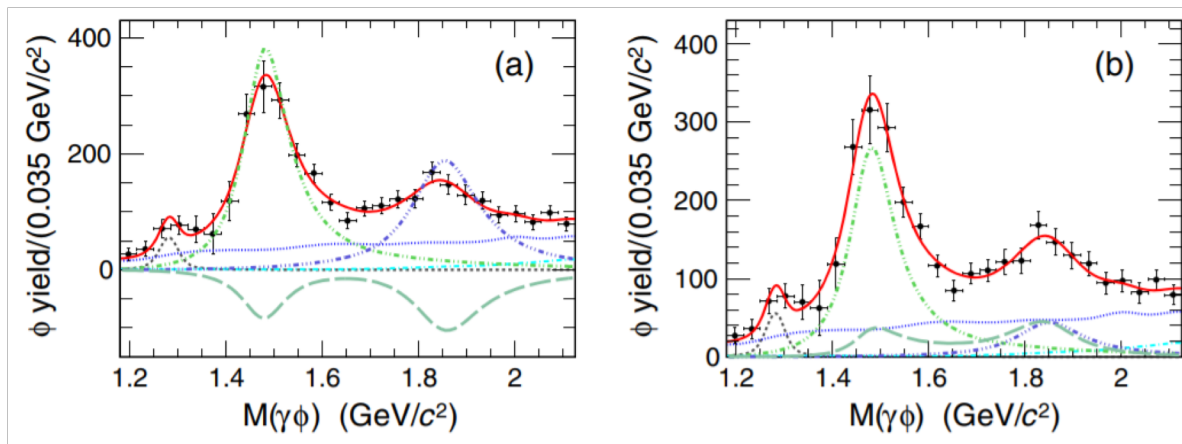 ϕ yield/(0.035 GeV/c²)
400
200
0
(a)
1.2 1.4 1.6 1.8 2
M(γϕ) (GeV/c²)
ϕ yield/(0.035 GeV/c²)
400
300
200
100
0
(b)
1.2 1.4 1.6 1.8 2
M(γϕ) (GeV/c²)